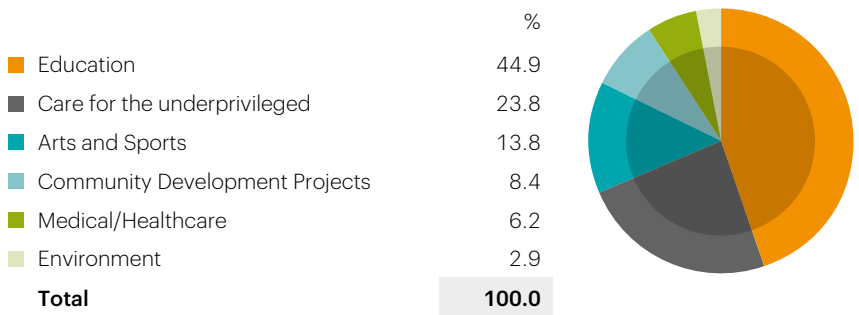 %
Education 44.9
Care for the underprivileged 23.8
Arts and Sports 13.8
Community Development Projects 8.4
Medical/Healthcare 6.2
Environment 2.9
Total 100.0